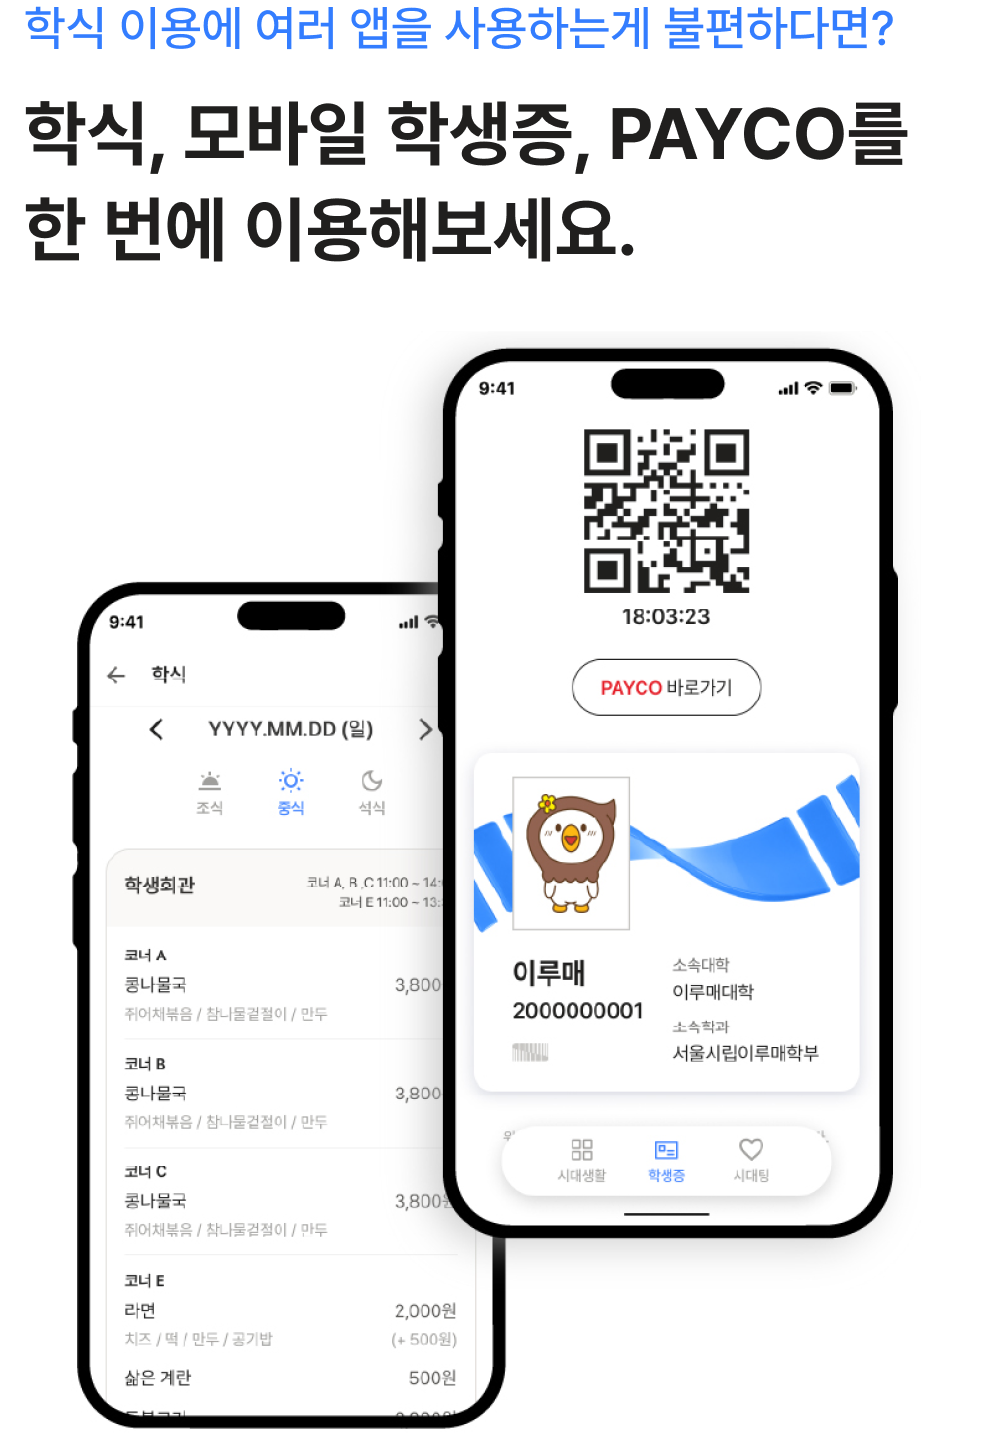 학식 이용에 여러 앱을 사용하는게 불편하다면?
학식, 모바일 학생증, PAYCO를
한 번에 이용해보세요.
9:41
18:03:23
PAYCO 바로가기
이루매
2000000001
소속대학
이루매대학
소속학과
서울시립이루매학부
시대생활
학생증
시대팅
9:41
학식
YYYY.MM.DD (일)
조식
중식
석식
학생회관
코너 A, B ,C 11:00 ~
코너 E 11:00 ~
코너 A
콩나물국 3,800
쥐어채볶음 / 참나물겉절이 / 만두
코너 B
콩나물국 3,800
쥐어채볶음 / 참나물겉절이 / 만두
코너 C
콩나물국 3,800원
쥐어채볶음 / 참나물겉절이 / 만두
코너 E
라면 2,000원
치즈 / 떡 / 만두 / 공기밥 (+ 500원)
삶은 계란 500원